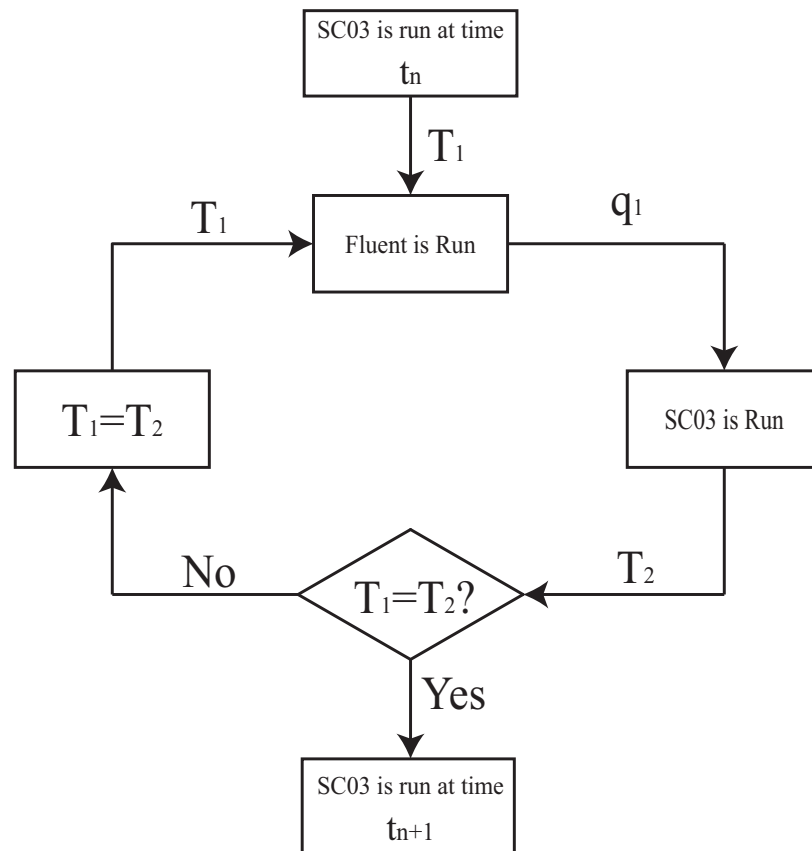 SC03 is run at time
tn
T1
T1
q1
Fluent is Run
T1=T2
SC03 is Run
No
T1=T2?
T2
Yes
SC03 is run at time
tn+1